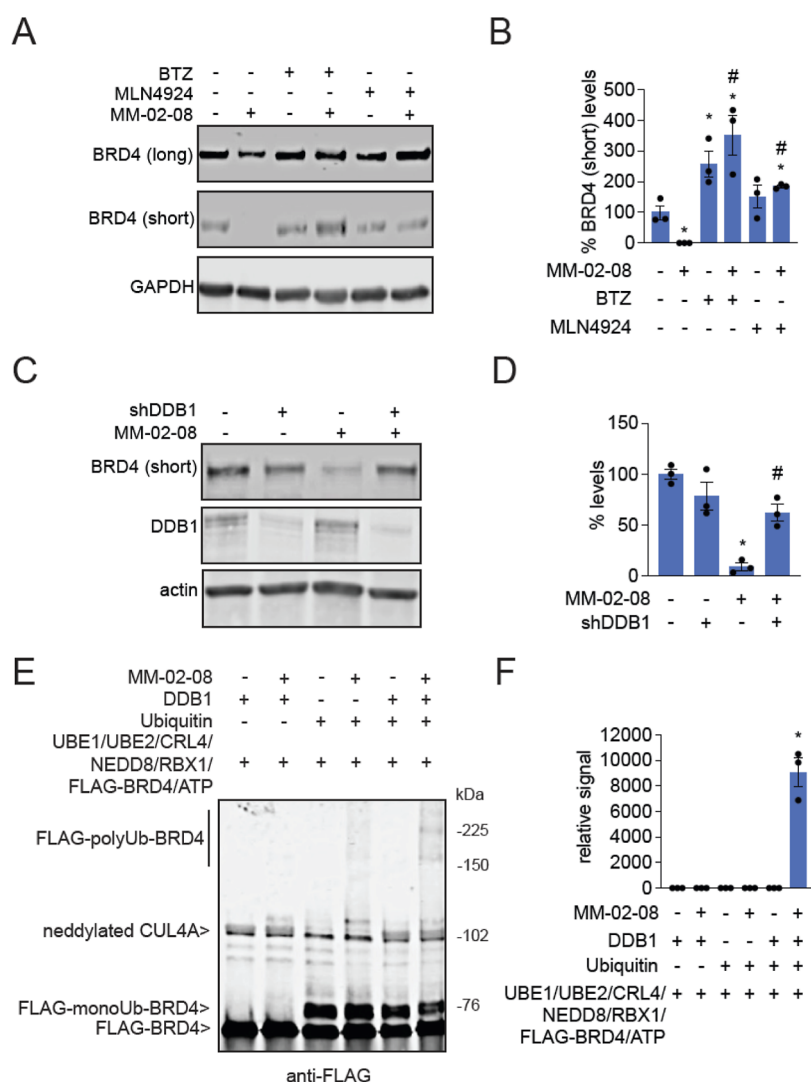 A
BTZ - - + + - -
MLN4924 - - - - + +
MM-02-08 - + - + - +
BRD4 (long)
BRD4 (short)
GAPDH
B
% BRD4 (short) levels
500
400
300
200
100
0
* * # * # *
MM-02-08 - + - + - +
BTZ - - + + - -
MLN4924 - - - - + +
C
shDDB1 - + - +
MM-02-08 - - + +
BRD4 (short)
DDB1
actin
D
% levels
150
100
50
0
* #
MM-02-08 - - + +
shDDB1 - + - +
E
MM-02-08 - + - + - +
DDB1 + + - - + +
Ubiquitin - - + + + +
UBE1/UBE2/CRL4/
NEDD8/RBX1/ + + + + + +
FLAG-BRD4/ATP
kDa
FLAG-polyUb-BRD4
-225
-150
neddylated CUL4A>
-102
FLAG-monoUb-BRD4>
-76
FLAG-BRD4>
anti-FLAG
F
relative signal
12000
10000
8000
6000
4000
2000
0
*
MM-02-08 - + - + - +
DDB1 + + - - + +
Ubiquitin - - + + + +
UBE1/UBE2/CRL4/ + + + + + +
NEDD8/RBX1/
FLAG-BRD4/ATP